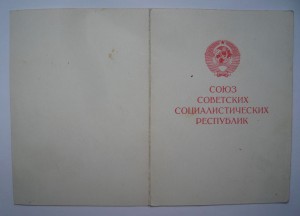 СОЮЗ
СОВЕТСКИХ
СОЦИАЛИСТИЧЕСКИХ
РЕСПУБЛИК